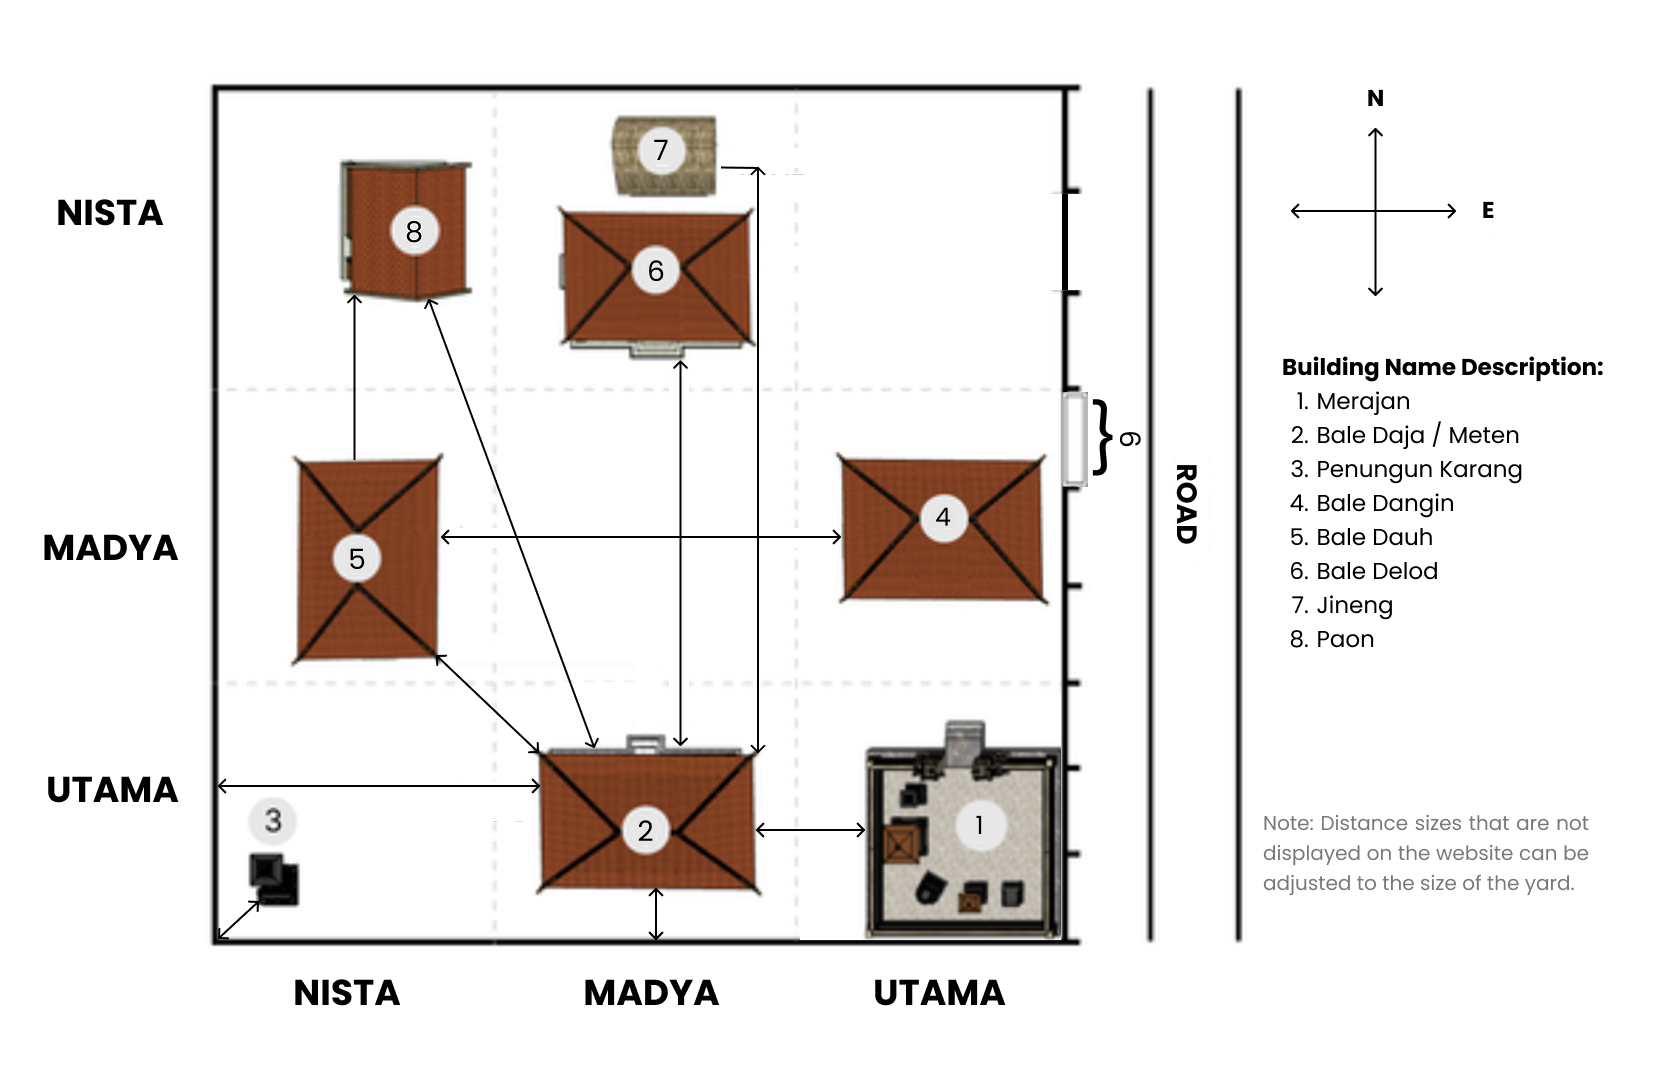 N
E
NISTA
MADYA
UTAMA
NISTA
MADYA
UTAMA
7
8
6
5
4
3
2
1
9
ROAD
Building Name Description:
1. Merajan
2. Bale Daja / Meten
3. Penungun Karang
4. Bale Dangin
5. Bale Dauh
6. Bale Delod
7. Jineng
8. Paon
Note: Distance sizes that are not
displayed on the website can be
adjusted to the size of the yard.